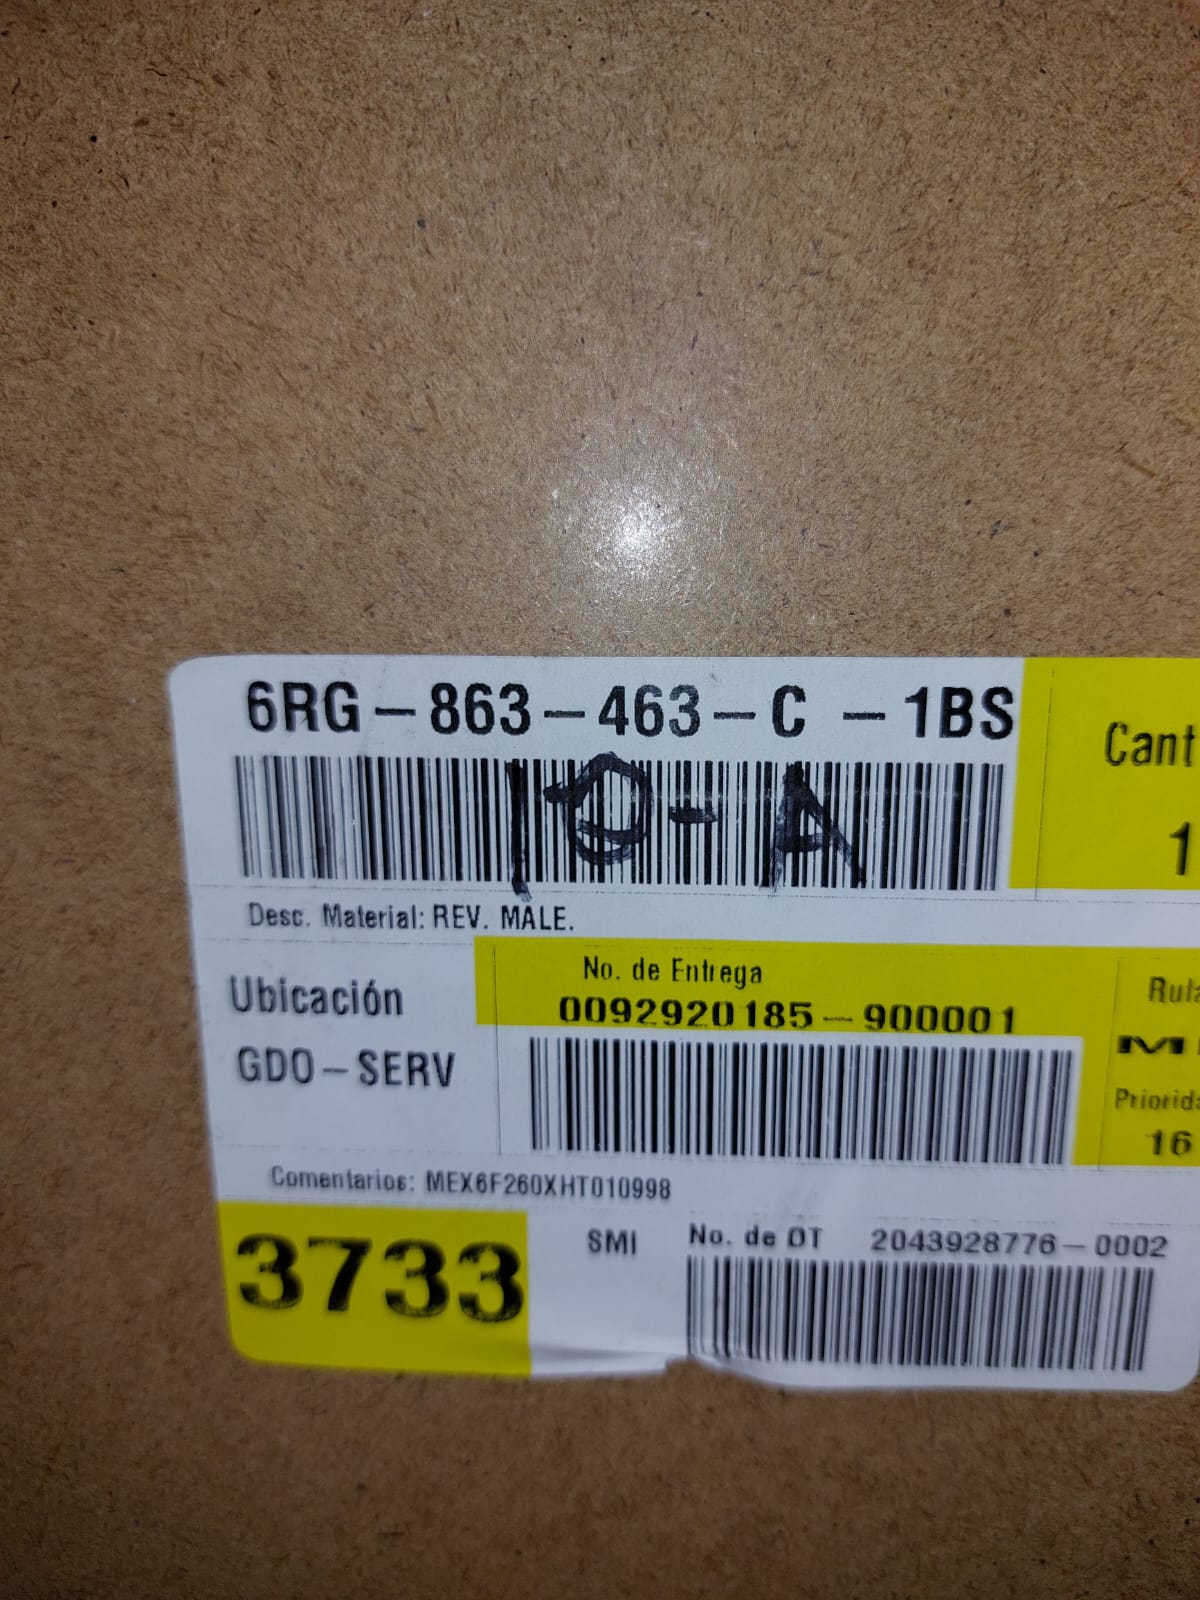 6RG-863-463-C -1BS
Cant
1
10-A
Desc. Material: REV. MALE.
No. de Entrega
0092920185-900001
Ubicación
GDO-SERV
16
Comentarios: MEX6F260XHT010998
3733
SMI
No. de OT 2043928776-0002